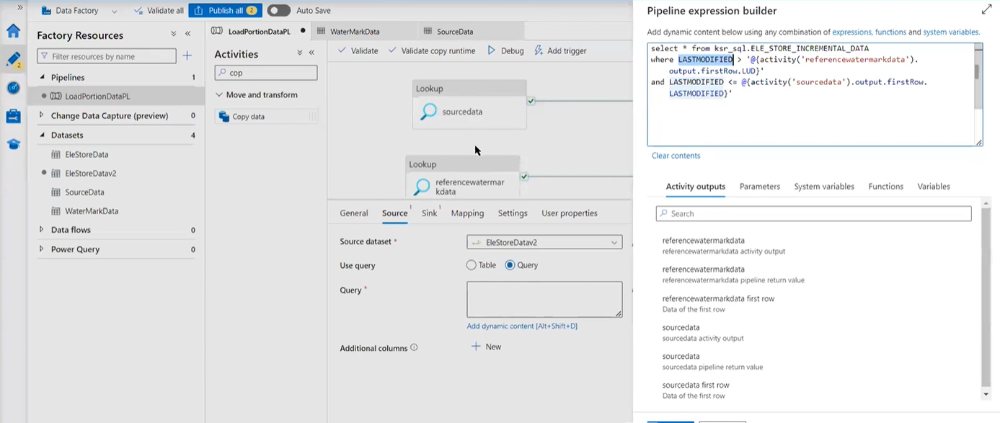 Data Factory
Validate all
Publish all 2
Auto Save
Factory Resources
Filter resources by name
Pipelines 1
LoadPortionDataPL
Change Data Capture (preview) 0
Datasets 4
EleStoreData
EleStoreDatav2
SourceData
WaterMarkData
Data flows 0
Power Query 0
2
LoadPortionDataPL
WaterMarkData
SourceData
Activities
cop
Move and transform
Copy data
Validate
Validate copy runtime
Debug
Add trigger
Lookup
sourcedata
Lookup
referencewatermar
kdata
General
Source 1
Sink 1
Mapping
Settings
User properties
Source dataset *
EleStoreDatav2
Use query
Table
Query
Query *
Add dynamic content [Alt+Shift+D]
Additional columns
New
Pipeline expression builder
Add dynamic content below using any combination of expressions, functions and system variables.
select * from ksr_sql.ELE_STORE_INCREMENTAL_DATA
where LASTMODIFIED > '@{activity('referencewatermarkdata').
output.firstRow.LUD}'
and LASTMODIFIED <= @{activity('sourcedata').output.firstRow.
LASTMODIFIED}'
Clear contents
Activity outputs
Parameters
System variables
Functions
Variables
Search
referencewatermarkdata
referencewatermarkdata activity output
referencewatermarkdata
referencewatermarkdata pipeline return value
referencewatermarkdata first row
Data of the first row
sourcedata
sourcedata activity output
sourcedata
sourcedata pipeline return value
sourcedata first row
Data of the first row